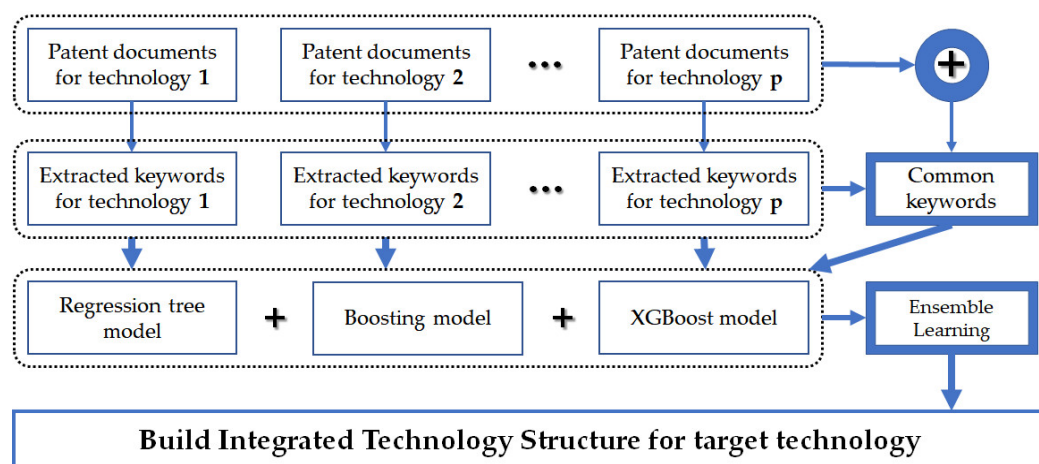 Patent documents
for technology 1
Patent documents
for technology 2
...
Patent documents
for technology p
+
Extracted keywords
for technology 1
Extracted keywords
for technology 2
...
Extracted keywords
for technology p
Common
keywords
Regression tree
model
+
Boosting model
+
XGBoost model
Ensemble
Learning
Build Integrated Technology Structure for target technology